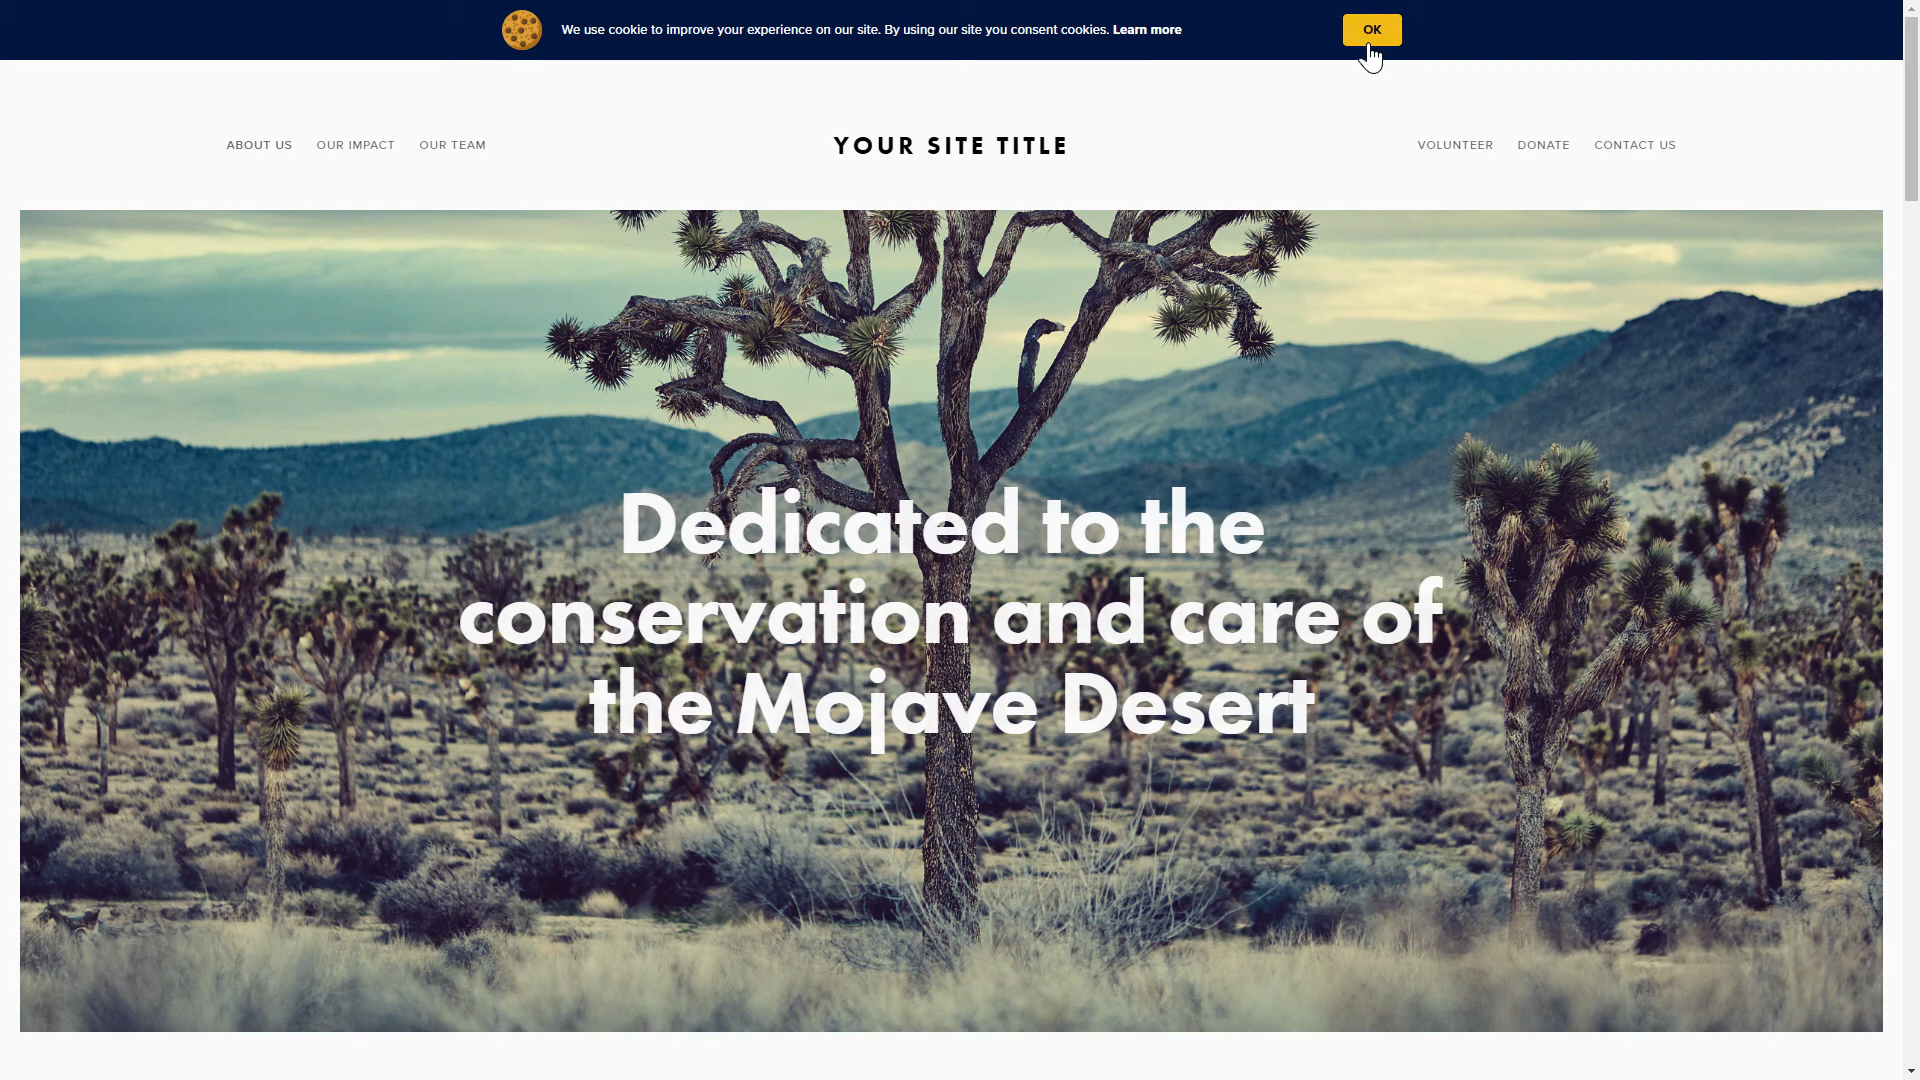 We use cookie to improve your experience on our site. By using our site you consent cookies. Learn more
OK
ABOUT US
OUR IMPACT
OUR TEAM
YOUR SITE TITLE
VOLUNTEER
DONATE
CONTACT US
Dedicated to the
conservation and care of
the Mojave Desert